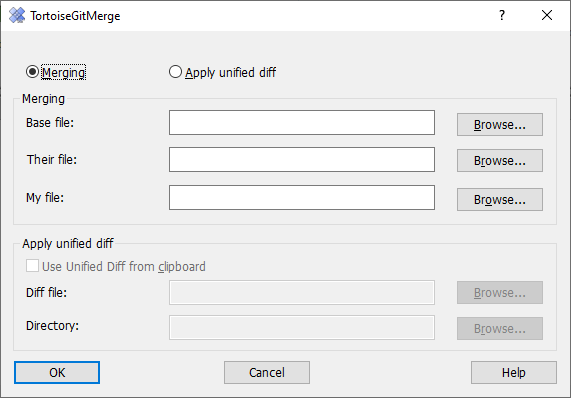 TortoiseGitMerge
Merging Apply unified diff
Merging
Base file: Browse...
Their file: Browse...
My file: Browse...
Apply unified diff
Use Unified Diff from clipboard
Diff file: Browse...
Directory: Browse...
OK Cancel Help